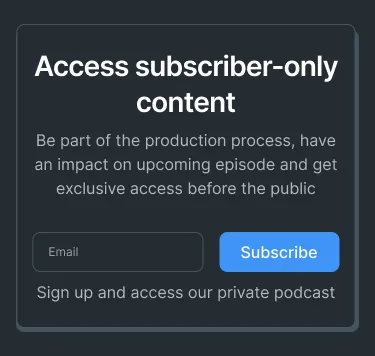 Access subscriber-only
content
Be part of the production process, have
an impact on upcoming episode and get
exclusive access before the public
Email
Subscribe
Sign up and access our private podcast